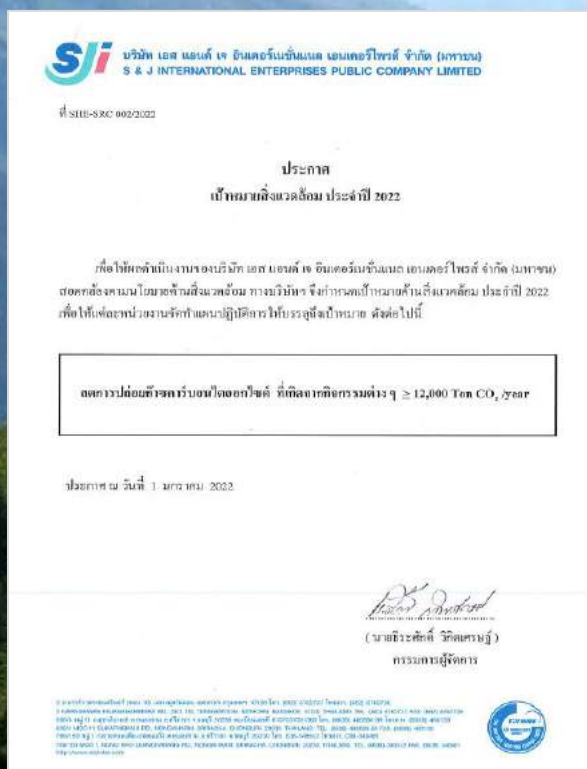 SJI
บริษัท เอส แอนด์ เจ อินเตอร์เนชั่นแนล เอนเตอร์ไพรส์ จำกัด (มหาชน)
S & J INTERNATIONAL ENTERPRISES PUBLIC COMPANY LIMITED
ที่ SHE-SRC 002/2022
ประกาศ
เป้าหมายสิ่งแวดล้อม ประจำปี 2022
เพื่อให้ผลดำเนินงานของบริษัท เอส แอนด์ เจ อินเตอร์เนชั่นแนล เอนเตอร์ไพรส์ จำกัด (มหาชน)
สอดคล้องตามนโยบายด้านสิ่งแวดล้อม ทางบริษัทฯ จึงกำหนดเป้าหมายด้านสิ่งแวดล้อม ประจำปี 2022
เพื่อให้แต่ละหน่วยงานจัดทำแผนปฏิบัติการให้บรรลุถึงเป้าหมาย ดังต่อไปนี้
ลดการปล่อยก๊าซคาร์บอนไดออกไซด์ ที่เกิดจากกิจกรรมต่าง ๆ ≥ 12,000 Ton CO₂ /year
ประกาศ ณ วันที่ 1 มกราคม 2022
(นายธีระศักดิ์ วิกิตเศรษฐ์)
กรรมการผู้จัดการ